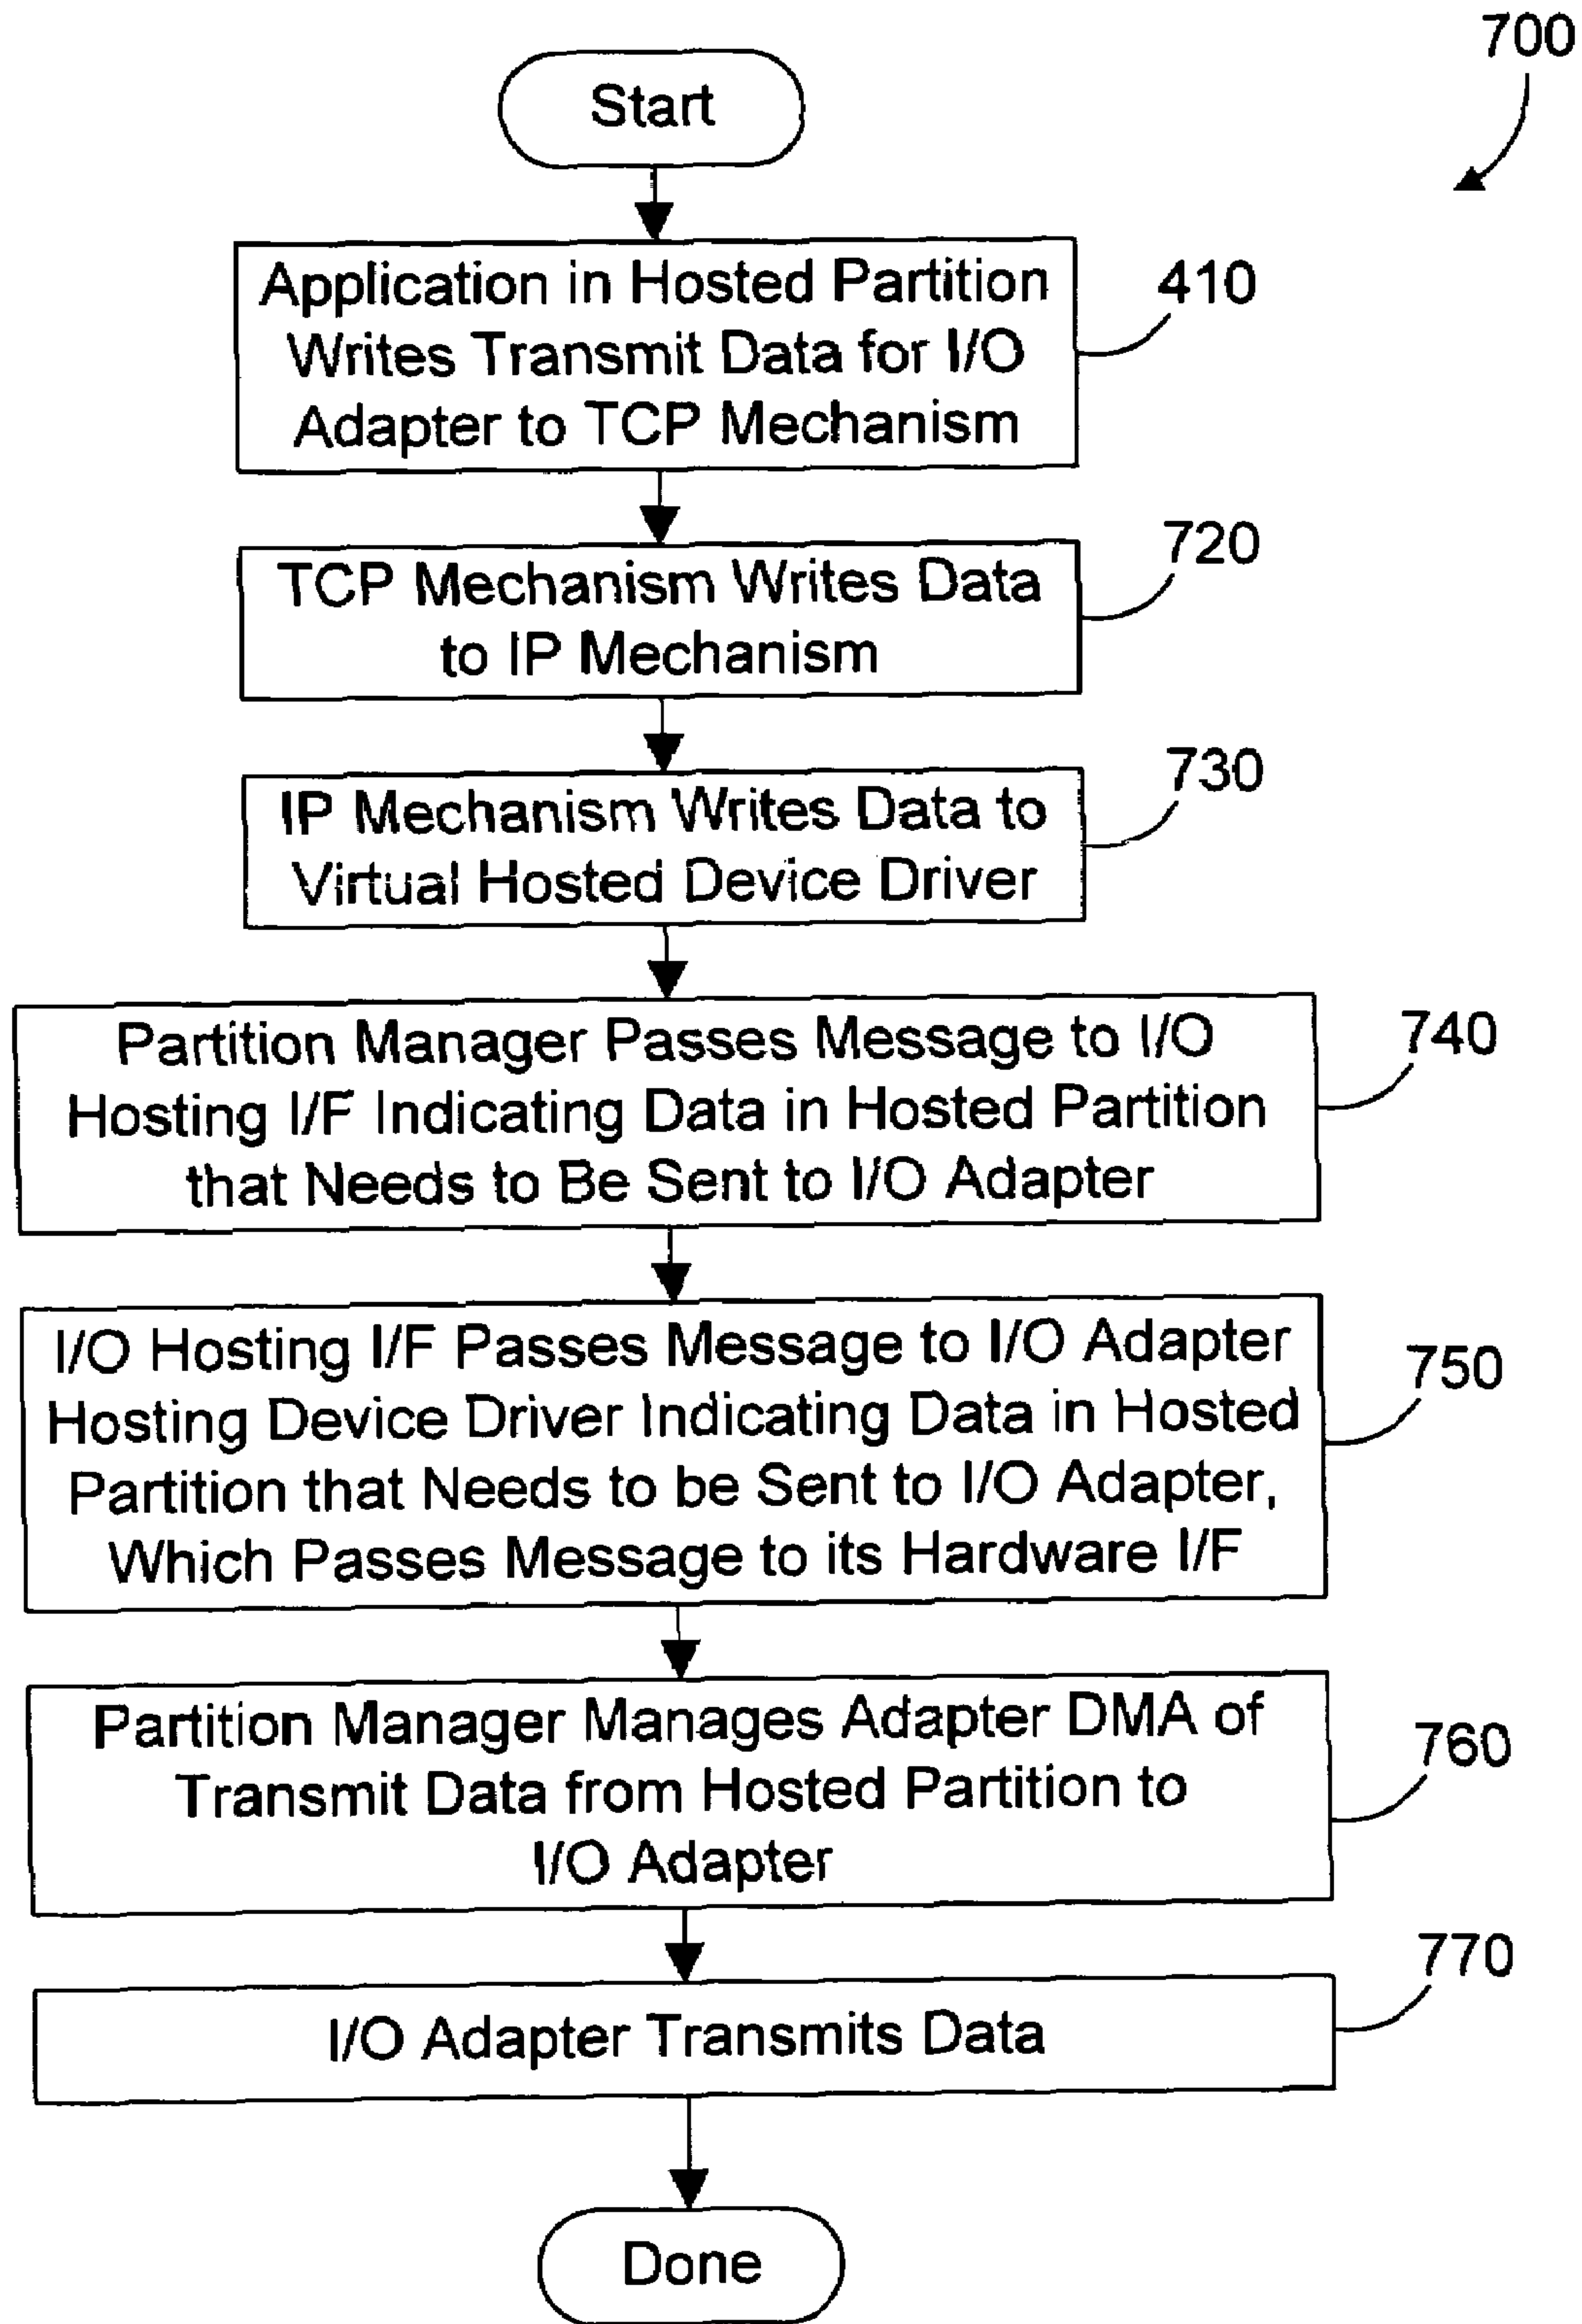 700
Start
Application in Hosted Partition
Writes Transmit Data for I/O
Adapter to TCP Mechanism
410
TCP Mechanism Writes Data
to IP Mechanism
720
IP Mechanism Writes Data to
Virtual Hosted Device Driver
730
Partition Manager Passes Message to I/O
Hosting I/F Indicating Data in Hosted Partition
that Needs to Be Sent to I/O Adapter
740
I/O Hosting I/F Passes Message to I/O Adapter
Hosting Device Driver Indicating Data in Hosted
Partition that Needs to be Sent to I/O Adapter,
Which Passes Message to its Hardware I/F
750
Partition Manager Manages Adapter DMA of
Transmit Data from Hosted Partition to
I/O Adapter
760
I/O Adapter Transmits Data
770
Done